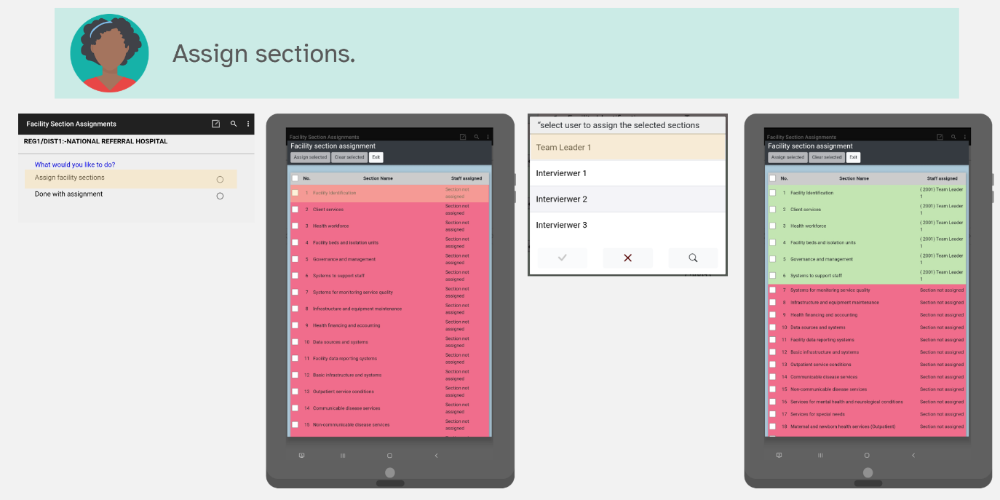 Assign sections.
Facility Section Assignments
REG1/DIST1:-NATIONAL REFERRAL HOSPITAL
What would you like to do?
Assign facility sections
Done with assignment
Facility Section Assignments
Facility section assignment
Assign selected Clear selected Exit
No. Section Name Staff assigned
1 Facility Identification Section not assigned
2 Client services Section not assigned
3 Health workforce Section not assigned
4 Facility beds and isolation units Section not assigned
5 Governance and management Section not assigned
6 Systems to support staff Section not assigned
7 Systems for monitoring service quality Section not assigned
8 Infrastructure and equipment maintenance Section not assigned
9 Health financing and accounting Section not assigned
10 Data sources and systems Section not assigned
11 Facility data reporting systems Section not assigned
12 Basic infrastructure and systems Section not assigned
13 Outpatient service conditions Section not assigned
14 Communicable disease services Section not assigned
15 Non-communicable disease services Section not assigned
"select user to assign the selected sections
Team Leader 1
Intervierwer 1
Intervierwer 2
Intervierwer 3
Facility Section Assignments
Facility section assignment
Assign selected Clear selected Exit
No. Section Name Staff assigned
1 Facility Identification ( 2001) Team Leader 1
2 Client services ( 2001) Team Leader 1
3 Health workforce ( 2001) Team Leader 1
4 Facility beds and isolation units ( 2001) Team Leader 1
5 Governance and management ( 2001) Team Leader 1
6 Systems to support staff ( 2001) Team Leader 1
7 Systems for monitoring service quality Section not assigned
8 Infrastructure and equipment maintenance Section not assigned
9 Health financing and accounting Section not assigned
10 Data sources and systems Section not assigned
11 Facility data reporting systems Section not assigned
12 Basic infrastructure and systems Section not assigned
13 Outpatient service conditions Section not assigned
14 Communicable disease services Section not assigned
15 Non-communicable disease services Section not assigned
16 Services for mental health and neurological conditions Section not assigned
17 Services for special needs Section not assigned
18 Maternal and newborn health services (Outpatient) Section not assigned